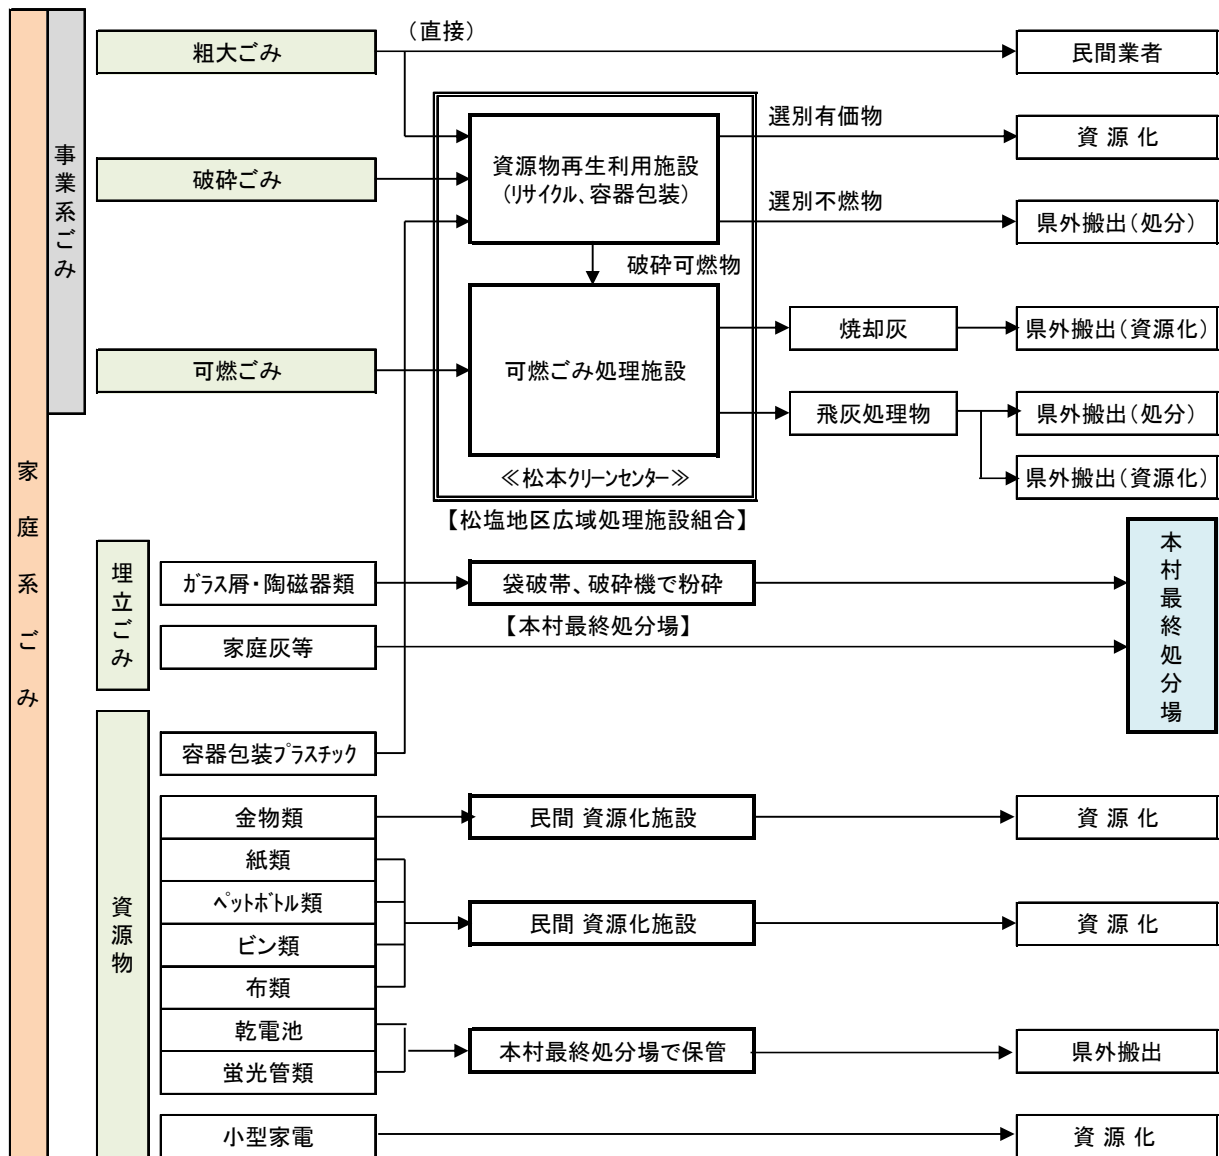 家庭系ごみ
事業系ごみ
粗大ごみ
(直接)
民間業者
破砕ごみ
資源物再生利用施設
(リサイクル、容器包装)
選別有価物
資源化
選別不燃物
県外搬出(処分)
破砕可燃物
可燃ごみ
可燃ごみ処理施設
焼却灰
県外搬出(資源化)
飛灰処理物
県外搬出(処分)
県外搬出(資源化)
≪松本クリーンセンター≫
【松塩地区広域処理施設組合】
埋立ごみ
ガラス屑・陶磁器類
袋破帯、破砕機で粉砕
本村最終処分場
【本村最終処分場】
家庭灰等
資源物
容器包装プラスチック
金物類
民間 資源化施設
資源化
紙類
ペットボトル類
民間 資源化施設
資源化
ビン類
布類
乾電池
本村最終処分場で保管
県外搬出
蛍光管類
小型家電
資源化